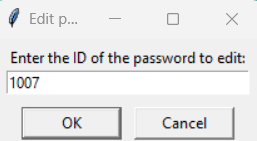 Edit p...
Enter the ID of the password to edit:
1007
OK
Cancel